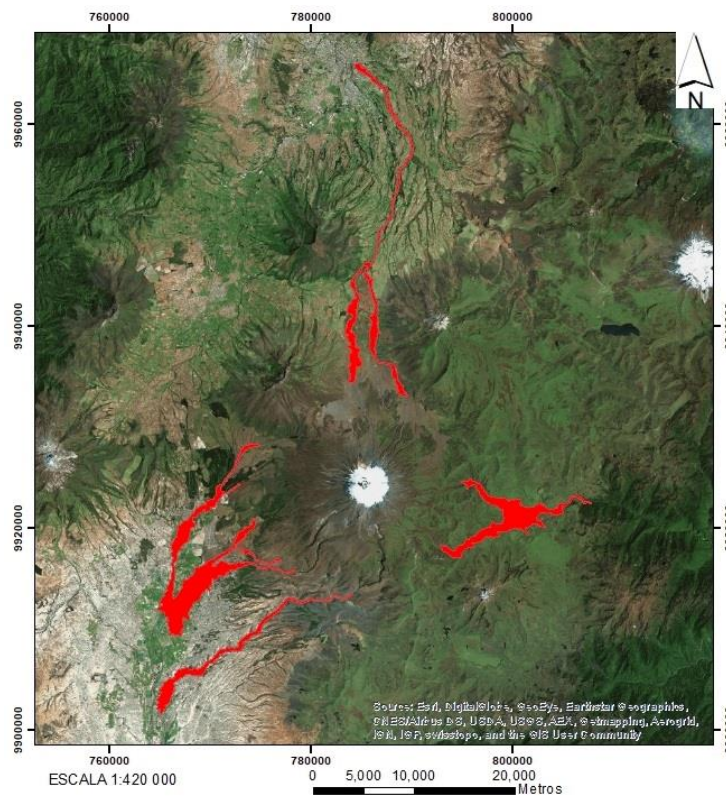 760000 780000 800000
N
9960000
9940000
9920000
9900000
Source: Esri, DigitalGlobe, GeoEye, Earthstar Geographics,
CNES/Airbus DS, USDA, USGS, AEX, Getmapping, Aerogrid,
IGN, IGP, swisstopo, and the GIS User Community
760000 780000 800000
ESCALA 1:420 000
0 5,000 10,000 20,000
Metros